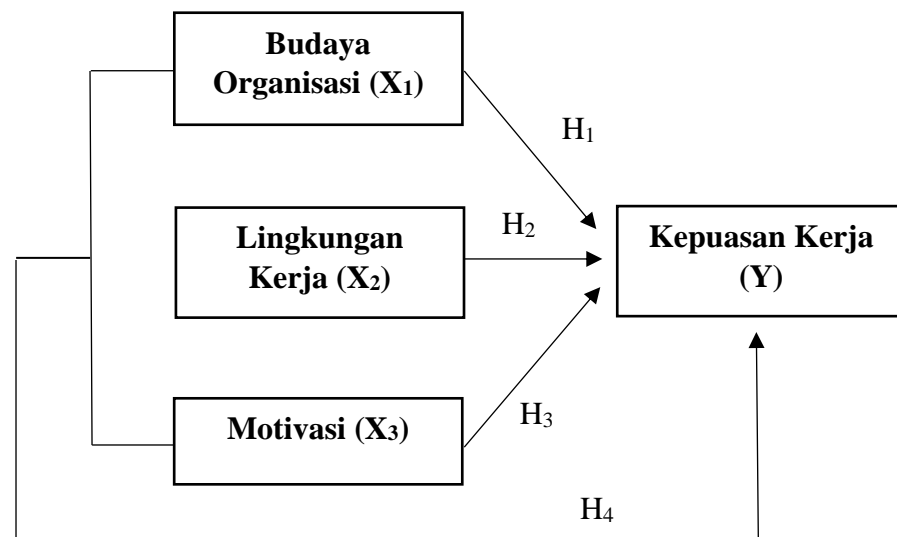 Budaya
Organisasi (X₁)
H₁
Lingkungan
Kerja (X₂)
H₂
Kepuasan Kerja
(Y)
Motivasi (X₃)
H₃
H₄